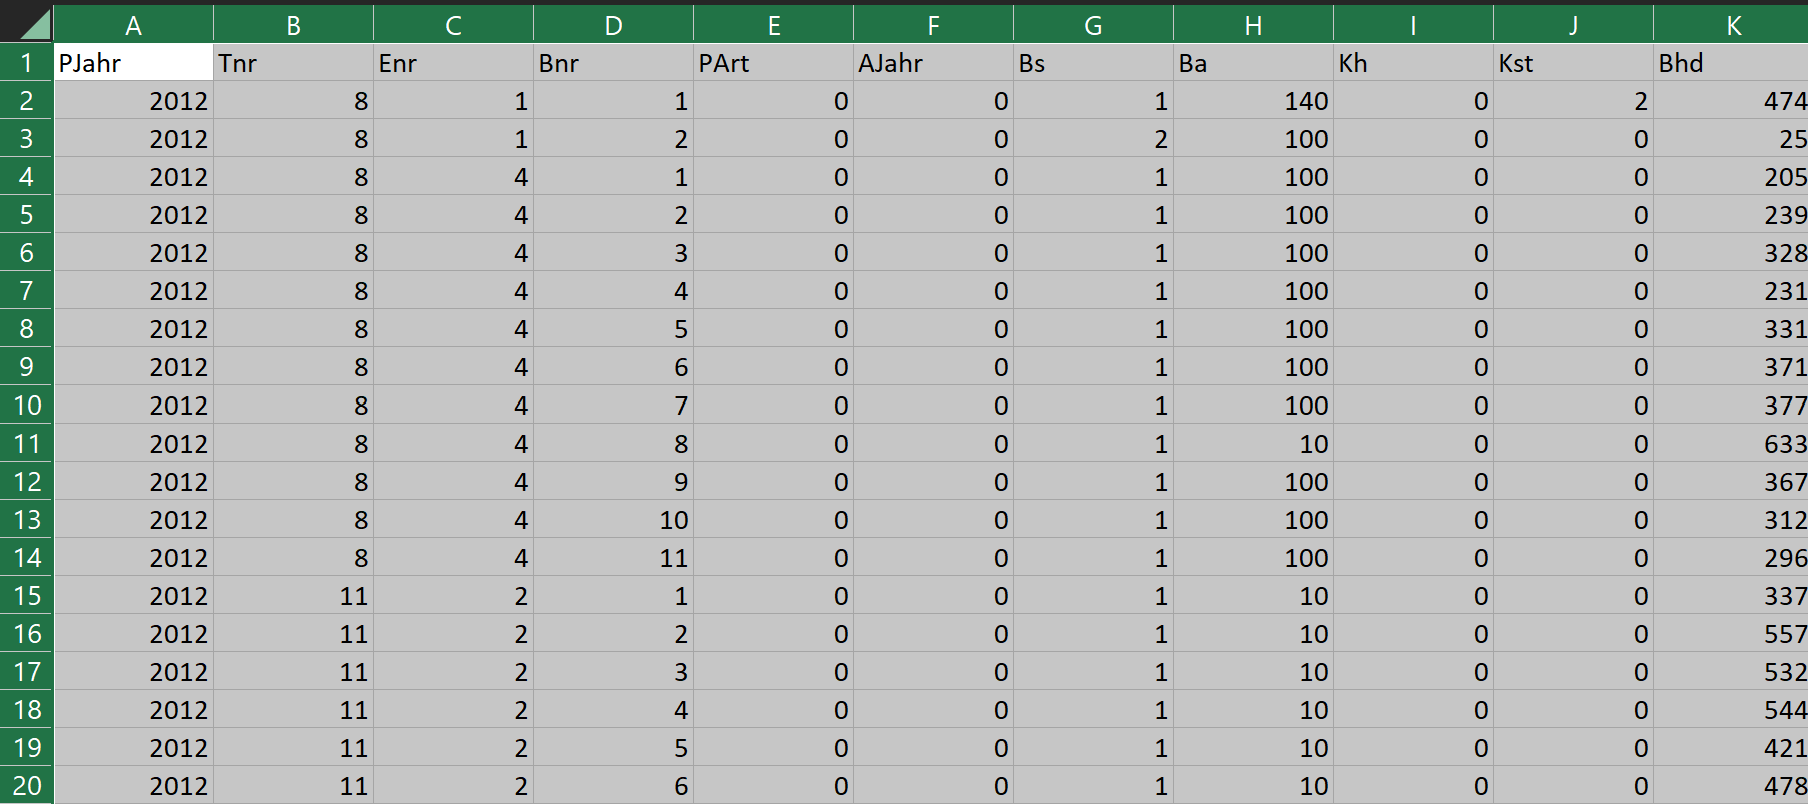 A B C D E F G H I J K
1 PJahr Tnr Enr Bnr PArt AJahr Bs Ba Kh Kst Bhd
2 2012 8 1 1 0 0 1 140 0 2 474
3 2012 8 1 2 0 0 2 100 0 0 25
4 2012 8 4 1 0 0 1 100 0 0 205
5 2012 8 4 2 0 0 1 100 0 0 239
6 2012 8 4 3 0 0 1 100 0 0 328
7 2012 8 4 4 0 0 1 100 0 0 231
8 2012 8 4 5 0 0 1 100 0 0 331
9 2012 8 4 6 0 0 1 100 0 0 371
10 2012 8 4 7 0 0 1 100 0 0 377
11 2012 8 4 8 0 0 1 10 0 0 633
12 2012 8 4 9 0 0 1 100 0 0 367
13 2012 8 4 10 0 0 1 100 0 0 312
14 2012 8 4 11 0 0 1 100 0 0 296
15 2012 11 2 1 0 0 1 10 0 0 337
16 2012 11 2 2 0 0 1 10 0 0 557
17 2012 11 2 3 0 0 1 10 0 0 532
18 2012 11 2 4 0 0 1 10 0 0 544
19 2012 11 2 5 0 0 1 10 0 0 421
20 2012 11 2 6 0 0 1 10 0 0 478